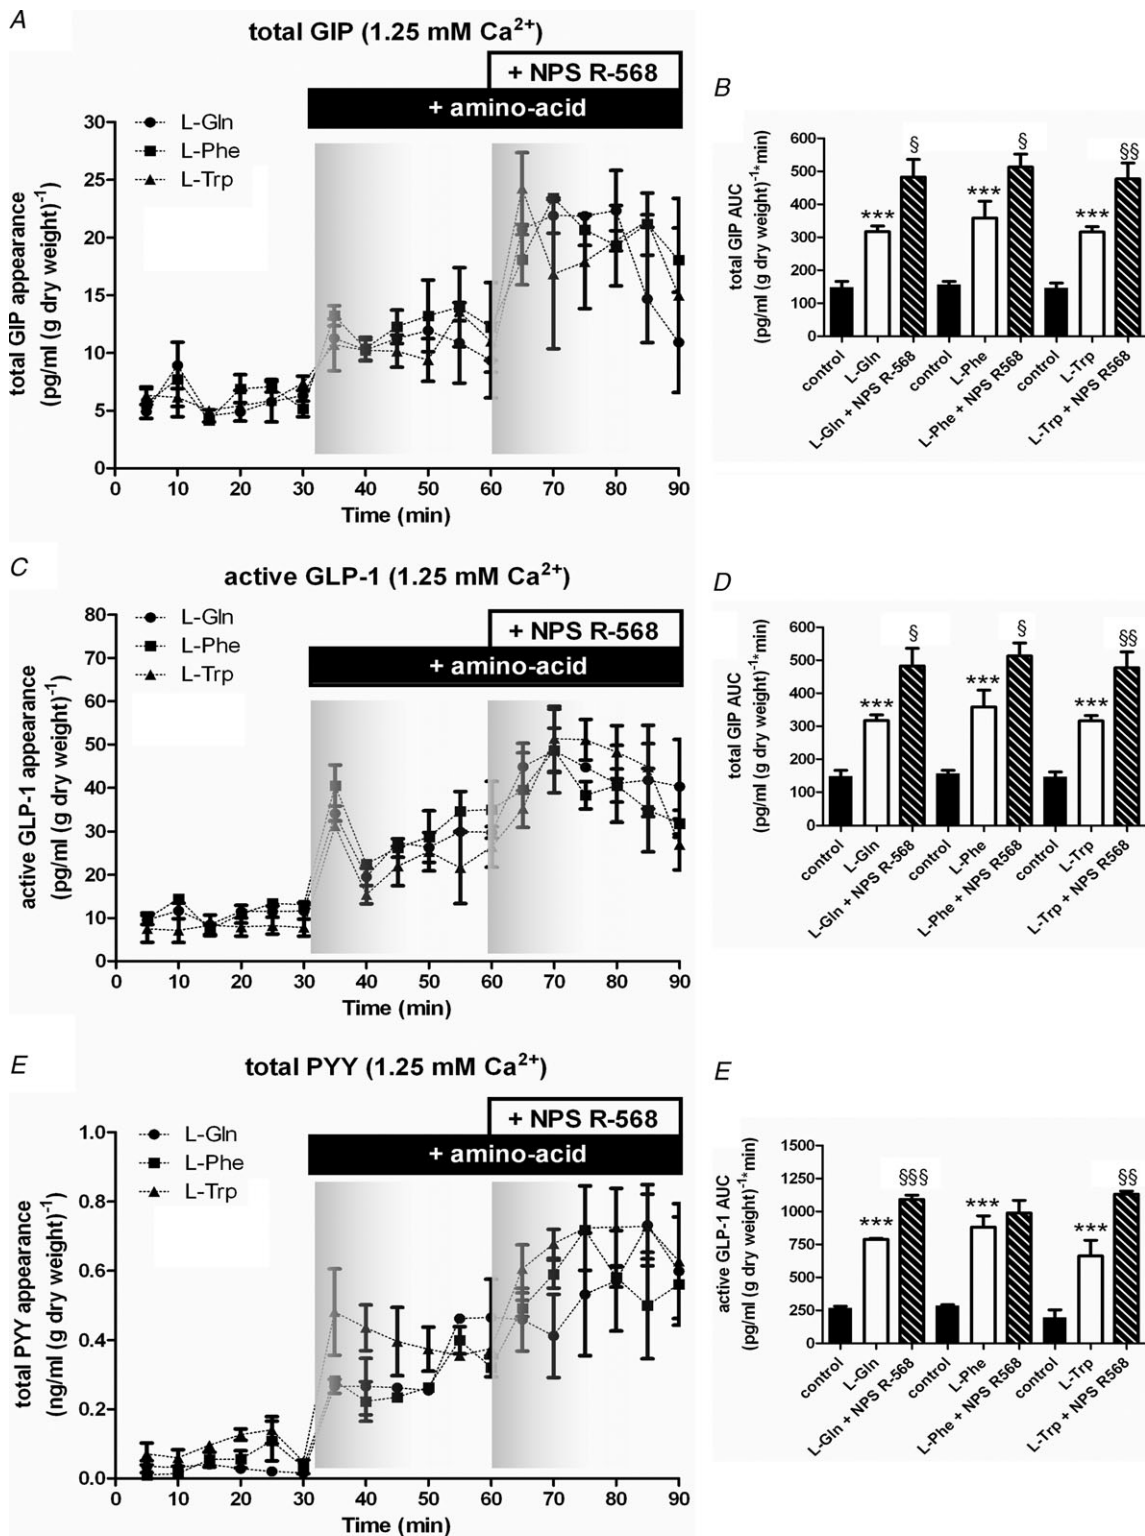 A
total GIP (1.25 mM Ca2+)
+ NPS R-568
+ amino-acid
L-Gln
L-Phe
L-Trp
total GIP appearance
(pg/ml (g dry weight)-1
30
25
20
15
10
5
0
0 10 20 30 40 50 60 70 80 90
Time (min)
B
total GIP AUC
(pg/ml (g dry weight)-1*min)
600
500
400
300
200
100
0
*** § *** § *** §§
control
L-Gln
L-Gln + NPS R-568
control
L-Phe
L-Phe + NPS R568
control
L-Trp
L-Trp + NPS R568
C
active GLP-1 (1.25 mM Ca2+)
+ NPS R-568
+ amino-acid
L-Gln
L-Phe
L-Trp
active GLP-1 appearance
(pg/ml (g dry weight)-1
80
70
60
50
40
30
20
10
0
0 10 20 30 40 50 60 70 80 90
Time (min)
D
total GIP AUC
(pg/ml (g dry weight)-1*min)
600
500
400
300
200
100
0
*** § *** § *** §§
control
L-Gln
L-Gln + NPS R-568
control
L-Phe
L-Phe + NPS R568
control
L-Trp
L-Trp + NPS R568
E
total PYY (1.25 mM Ca2+)
+ NPS R-568
+ amino-acid
L-Gln
L-Phe
L-Trp
total PYY appearance
(ng/ml (g dry weight)-1
1.0
0.8
0.6
0.4
0.2
0.0
0 10 20 30 40 50 60 70 80 90
Time (min)
E
active GLP-1 AUC
(pg/ml (g dry weight)-1*min)
1500
1250
1000
750
500
250
0
*** §§§ *** *** §§
control
L-Gln
L-Gln + NPS R-568
control
L-Phe
L-Phe + NPS R568
control
L-Trp
L-Trp + NPS R568